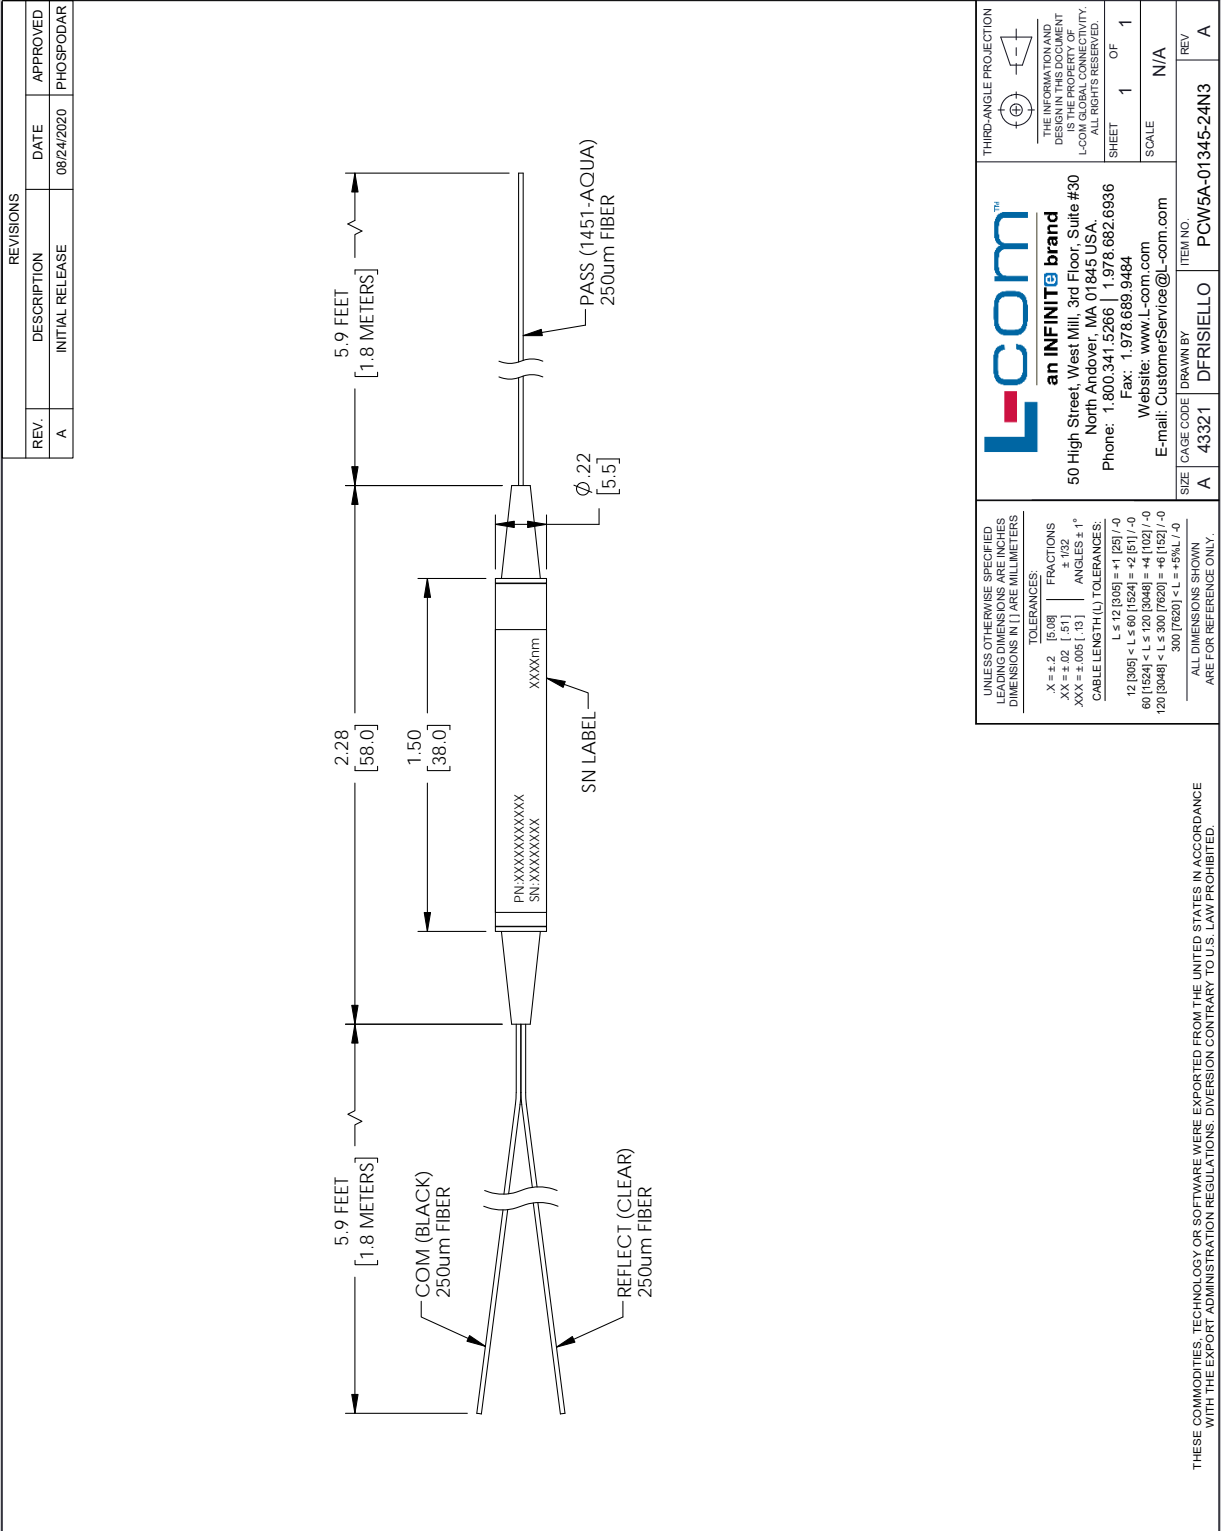 REVISIONS
REV. DESCRIPTION DATE APPROVED
A INITIAL RELEASE 08/24/2020 PHOSPODAR
5.9 FEET
[1.8 METERS]
2.28
[58.0]
5.9 FEET
[1.8 METERS]
1.50
[38.0]
COM (BLACK)
250um FIBER
PN:XXXXXXXXXXX
SN:XXXXXXXX
XXXXnm
Ø.22
[5.5]
PASS (1451-AQUA)
250um FIBER
SN LABEL
REFLECT (CLEAR)
250um FIBER
UNLESS OTHERWISE SPECIFIED
LEADING DIMENSIONS ARE INCHES
DIMENSIONS IN [ ] ARE MILLIMETERS
TOLERANCES:
.X = ± .2 [5.08] FRACTIONS
.XX = ± .02 [ .51] ± 1/32
.XXX = ± .005 [ .13 ] ANGLES ± 1°
CABLE LENGTH (L) TOLERANCES:
L ≤ 12 [305] = +1 [25] / -0
12 [305] < L ≤ 60 [1524] = +2 [51] / -0
60 [1524] < L ≤ 120 [3048] = +4 [102] / -0
120 [3048] < L ≤ 300 [7620] = +6 [152] / -0
300 [7620] < L = +5%L / -0
ALL DIMENSIONS SHOWN
ARE FOR REFERENCE ONLY.
L-com™
an INFINITe brand
50 High Street, West Mill, 3rd Floor, Suite #30
North Andover, MA 01845 USA.
Phone: 1.800.341.5266 | 1.978.682.6936
Fax: 1.978.689.9484
Website: www.L-com.com
E-mail: CustomerService@L-com.com
THIRD-ANGLE PROJECTION
THE INFORMATION AND
DESIGN IN THIS DOCUMENT
IS THE PROPERTY OF
L-COM GLOBAL CONNECTIVITY.
ALL RIGHTS RESERVED.
SHEET 1 OF 1
SCALE N/A
SIZE A
CAGE CODE 43321
DRAWN BY DFRISIELLO
ITEM NO. PCW5A-01345-24N3
REV A
THESE COMMODITIES, TECHNOLOGY OR SOFTWARE WERE EXPORTED FROM THE UNITED STATES IN ACCORDANCE
WITH THE EXPORT ADMINISTRATION REGULATIONS. DIVERSION CONTRARY TO U.S. LAW PROHIBITED.